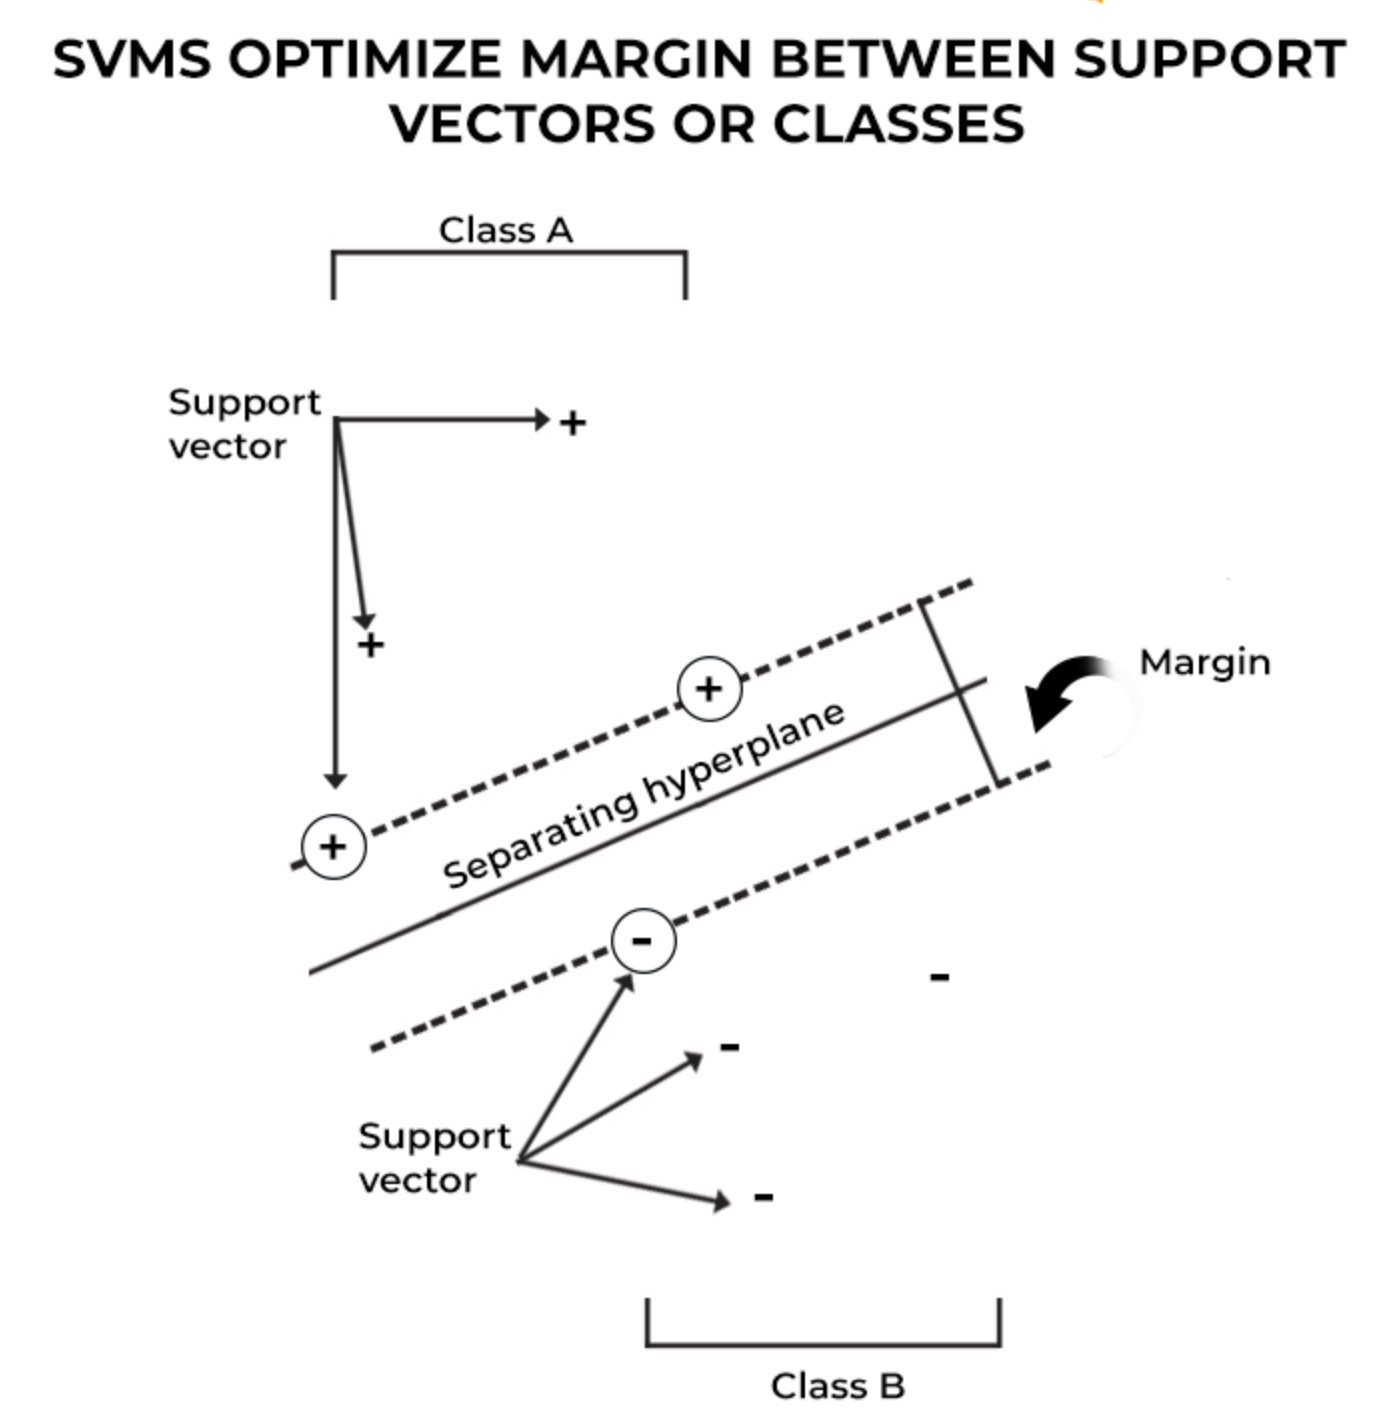 SVMS OPTIMIZE MARGIN BETWEEN SUPPORT
VECTORS OR CLASSES
Class A
Support
vector
+
+
Margin
+
Separating hyperplane
+
-
-
-
Support
vector
-
Class B